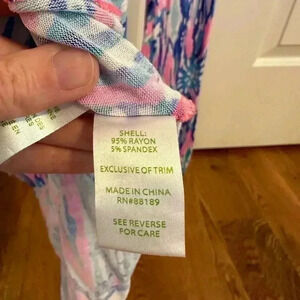 SHELL:
95% RAYON
5% SPANDEX
EXCLUSIVE OF TRIM
MADE IN CHINA
RN#88189
SEE REVERSE
FOR CARE